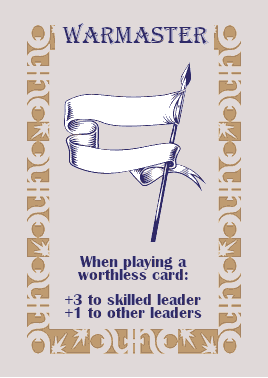 WARMASTER
When playing a
worthless card:
+3 to skilled leader
+1 to other leaders